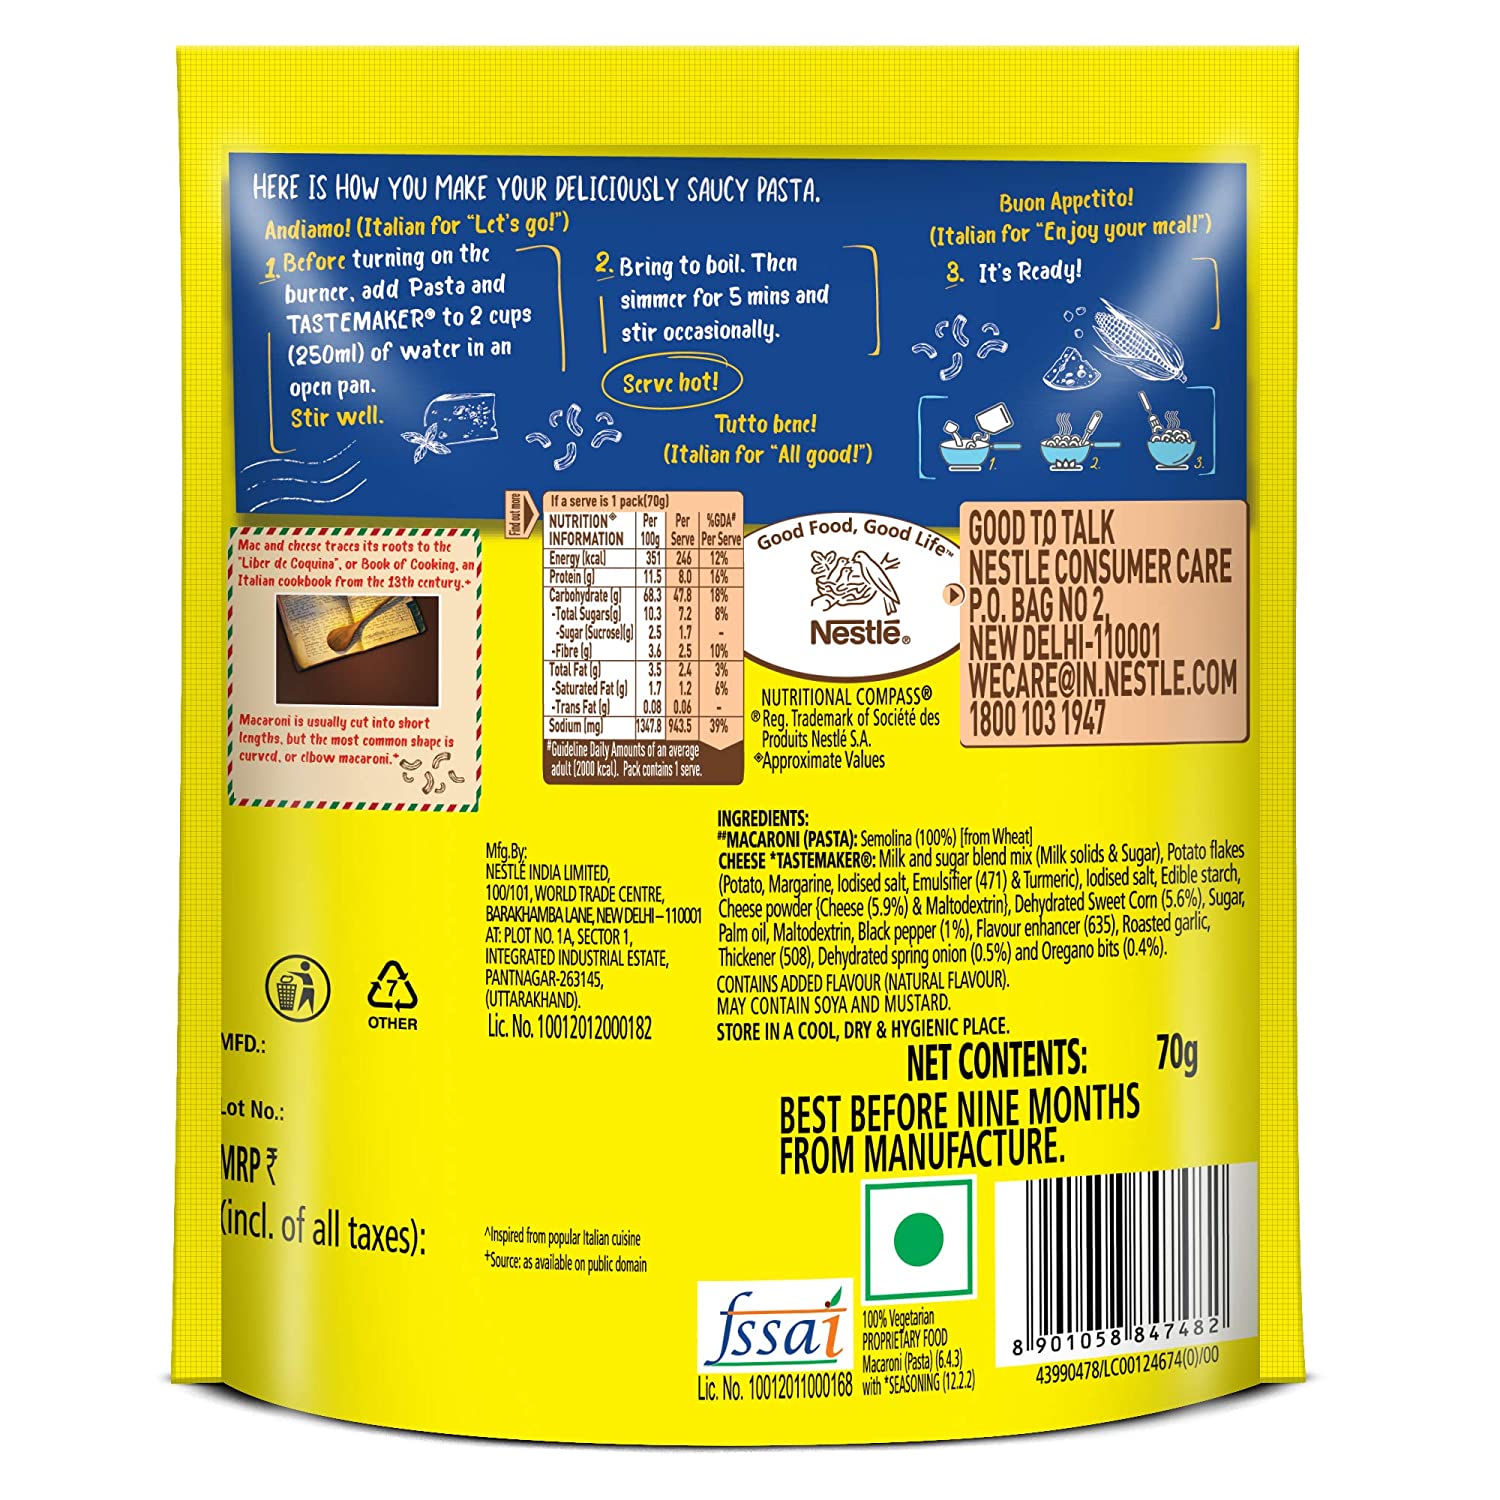 HERE IS HOW YOU MAKE YOUR DELICIOUSLY SAUCY PASTA.
Andiamo! (Italian for "Let's go!")
1. Before turning on the
burner, add Pasta and
TASTEMAKER® to 2 cups
(250ml) of water in an
open pan.
Stir well.
2. Bring to boil. Then
simmer for 5 mins and
stir occasionally.
Serve hot!
Tutto bene!
(Italian for "All good!")
Buon Appetito!
(Italian for "Enjoy your meal!")
3. It's Ready!
1.
2.
3.
Mac and cheese traces its roots to the
"Liber de Coquina", or Book of Cooking, an
Italian cookbook from the 13th century.+
Macaroni is usually cut into short
lengths, but the most common shape is
curved, or elbow macaroni.+
Find out more
If a serve is 1 pack(70g)
NUTRITION◈ INFORMATION Per 100g Per Serve %GDA# Per Serve
Energy (kcal) 351 246 12%
Protein (g) 11.5 8.0 16%
Carbohydrate (g) 68.3 47.8 18%
-Total Sugars(g) 10.3 7.2 8%
-Sugar (Sucrose)(g) 2.5 1.7 -
-Fibre (g) 3.6 2.5 10%
Total Fat (g) 3.5 2.4 3%
-Saturated Fat (g) 1.7 1.2 6%
-Trans Fat (g) 0.08 0.06 -
Sodium (mg) 1347.8 943.5 39%
#Guideline Daily Amounts of an average
adult (2000 kcal). Pack contains 1 serve.
Good Food, Good Life™
Nestlé®
NUTRITIONAL COMPASS®
® Reg. Trademark of Société des
Produits Nestlé S.A.
◈Approximate Values
GOOD TO TALK
NESTLÉ CONSUMER CARE
P.O. BAG NO 2,
NEW DELHI-110001
WECARE@IN.NESTLE.COM
1800 103 1947
INGREDIENTS:
##MACARONI (PASTA): Semolina (100%) [from Wheat]
CHEESE *TASTEMAKER®: Milk and sugar blend mix (Milk solids & Sugar), Potato flakes
(Potato, Margarine, Iodised salt, Emulsifier (471) & Turmeric), Iodised salt, Edible starch,
Cheese powder {Cheese (5.9%) & Maltodextrin}, Dehydrated Sweet Corn (5.6%), Sugar,
Palm oil, Maltodextrin, Black pepper (1%), Flavour enhancer (635), Roasted garlic,
Thickener (508), Dehydrated spring onion (0.5%) and Oregano bits (0.4%).
CONTAINS ADDED FLAVOUR (NATURAL FLAVOUR).
MAY CONTAIN SOYA AND MUSTARD.
STORE IN A COOL, DRY & HYGIENIC PLACE.
Mfg.By:
NESTLÉ INDIA LIMITED,
100/101, WORLD TRADE CENTRE,
BARAKHAMBA LANE, NEW DELHI – 110001
AT: PLOT NO. 1A, SECTOR 1,
INTEGRATED INDUSTRIAL ESTATE,
PANTNAGAR-263145,
(UTTARAKHAND).
Lic. No. 10012012000182
7
OTHER
MFD.:
Lot No.:
MRP ₹
(incl. of all taxes):
NET CONTENTS: 70g
BEST BEFORE NINE MONTHS
FROM MANUFACTURE.
^Inspired from popular Italian cuisine
+Source: as available on public domain
fssai
Lic. No. 10012011000168
100% Vegetarian
PROPRIETARY FOOD
Macaroni (Pasta) (6.4.3)
with *SEASONING (12.2.2)
8 901058 847482
43990478/LC00124674(0)/00